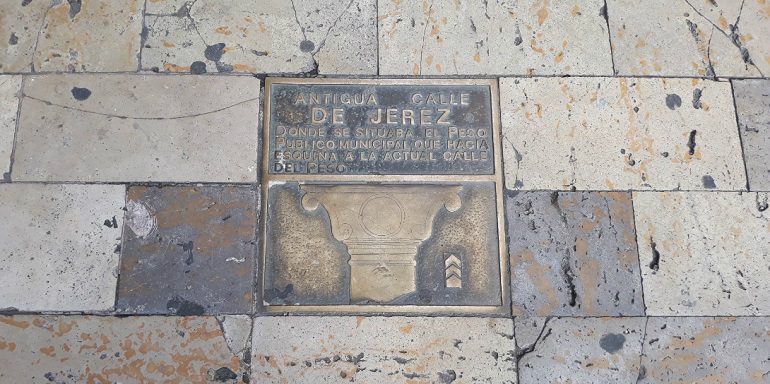 ANTIGUA CALLE
DE JEREZ
DONDE SE SITUABA EL PESO
PUBLICO MUNICIPAL QUE HACIA
ESQUINA A LA ACTUAL CALLE
DEL PESO